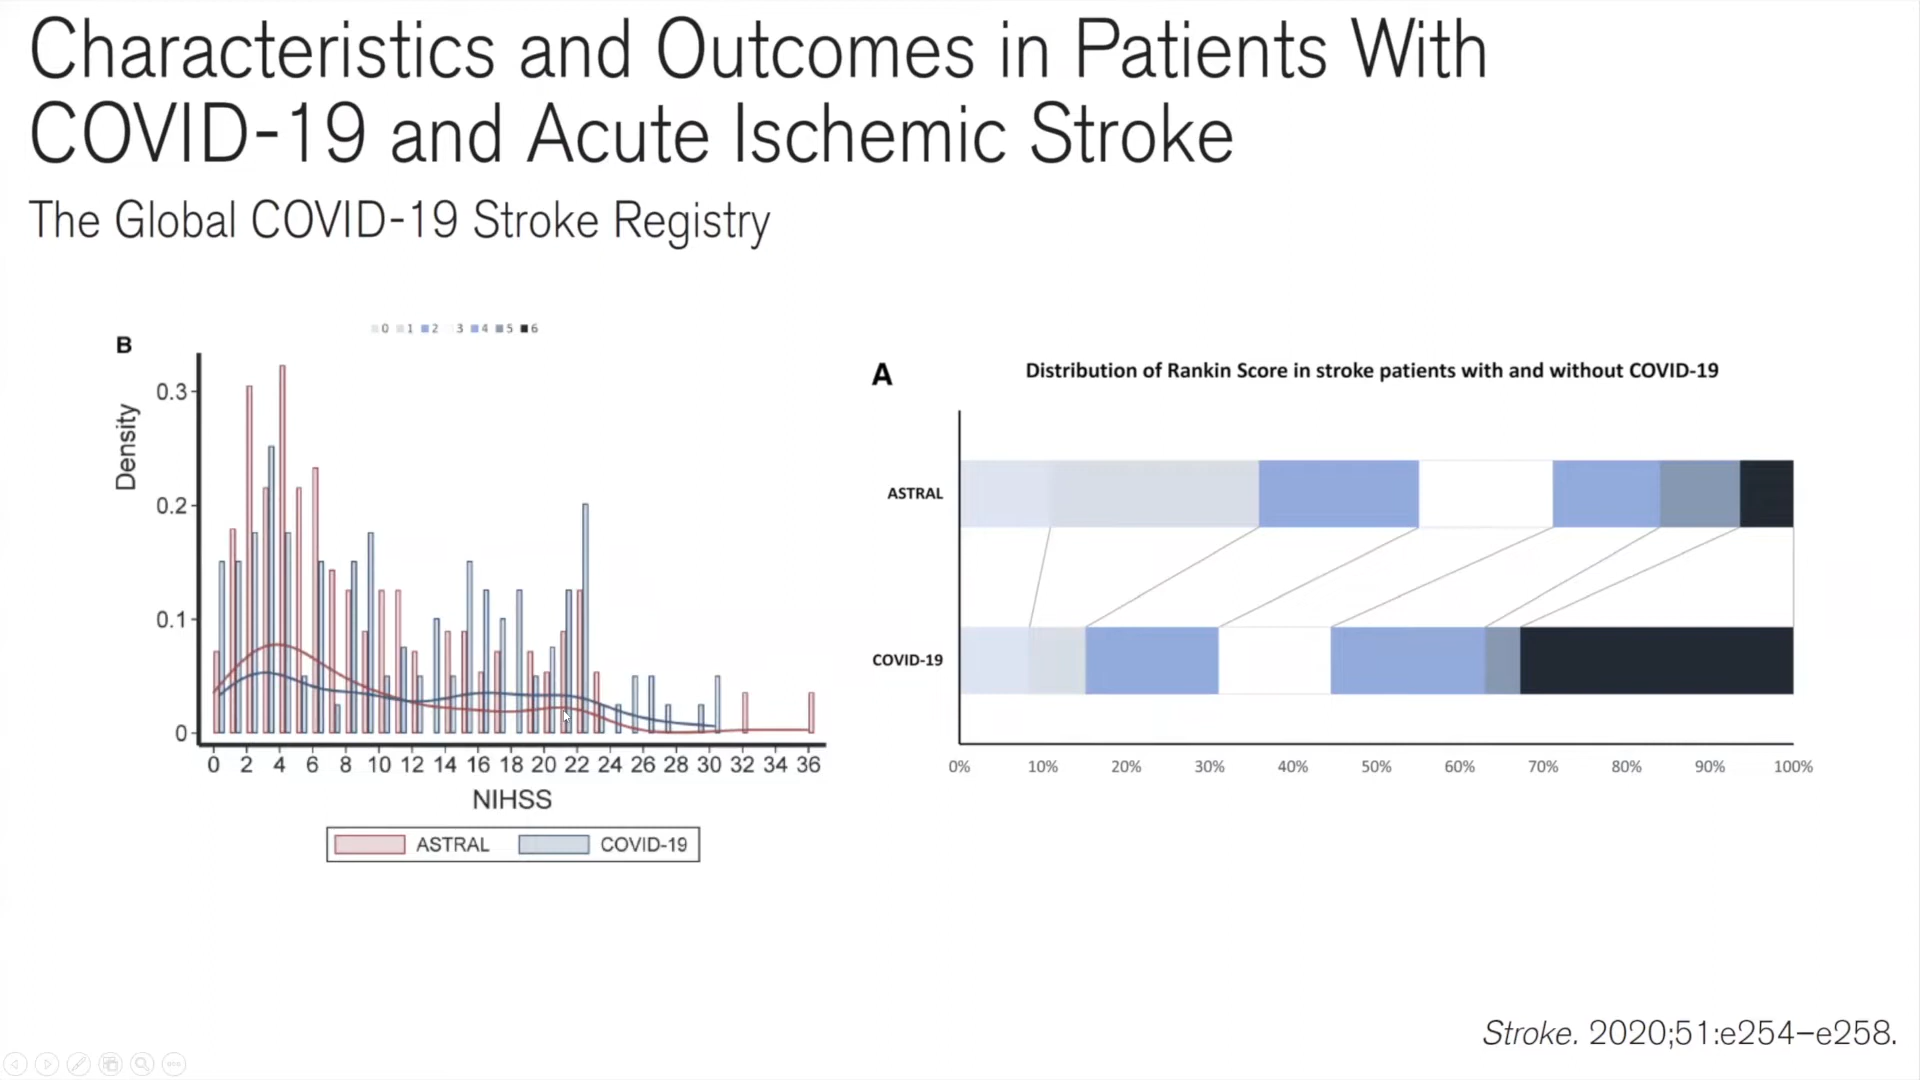 Characteristics and Outcomes in Patients With
COVID-19 and Acute Ischemic Stroke
The Global COVID-19 Stroke Registry
0 1 2 3 4 5 6
B
Density
0.3
0.2
0.1
0
0 2 4 6 8 10 12 14 16 18 20 22 24 26 28 30 32 34 36
NIHSS
ASTRAL COVID-19
A
Distribution of Rankin Score in stroke patients with and without COVID-19
ASTRAL
COVID-19
0% 10% 20% 30% 40% 50% 60% 70% 80% 90% 100%
Stroke. 2020;51:e254–e258.